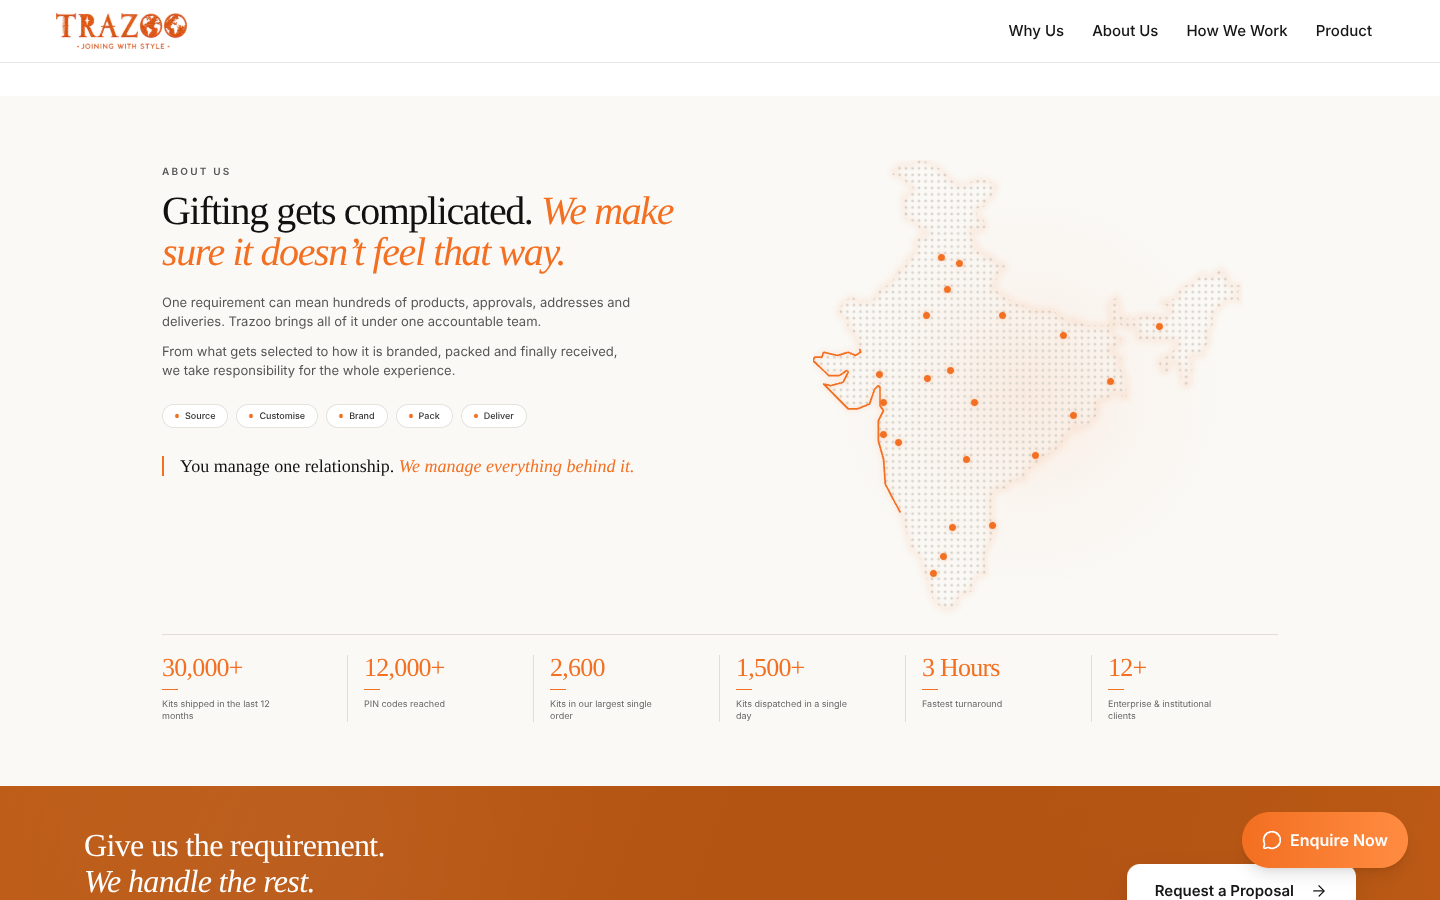 TRAZOO
• JOINING WITH STYLE •
Why Us
About Us
How We Work
Product
ABOUT US
Gifting gets complicated. We make
sure it doesn’t feel that way.
One requirement can mean hundreds of products, approvals, addresses and
deliveries. Trazoo brings all of it under one accountable team.
From what gets selected to how it is branded, packed and finally received,
we take responsibility for the whole experience.
Source
Customise
Brand
Pack
Deliver
You manage one relationship. We manage everything behind it.
30,000+
Kits shipped in the last 12
months
12,000+
PIN codes reached
2,600
Kits in our largest single
order
1,500+
Kits dispatched in a single
day
3 Hours
Fastest turnaround
12+
Enterprise & institutional
clients
Give us the requirement.
We handle the rest.
Enquire Now
Request a Proposal